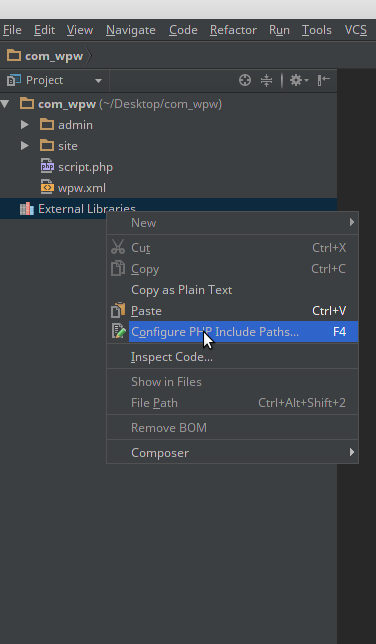 File Edit View Navigate Code Refactor Run Tools VCS
com_wpw
Project
com_wpw (~/Desktop/com_wpw)
admin
site
script.php
wpw.xml
External Libraries
New
Cut Ctrl+X
Copy Ctrl+C
Copy as Plain Text
Paste Ctrl+V
Configure PHP Include Paths... F4
Inspect Code...
Show in Files
File Path Ctrl+Alt+Shift+2
Remove BOM
Composer